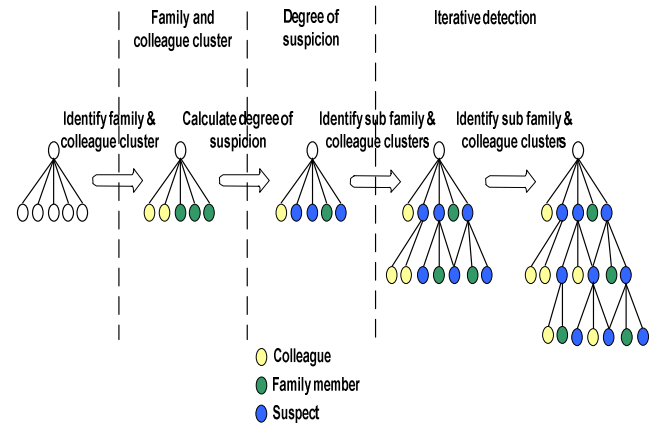 Family and
colleague cluster
Degree of
suspicion
Iterative detection
Identify family &
colleague cluster
Calculate degree of
suspicion
Identify sub family &
colleague clusters
Identify sub family &
colleague clusters
Colleague
Family member
Suspect